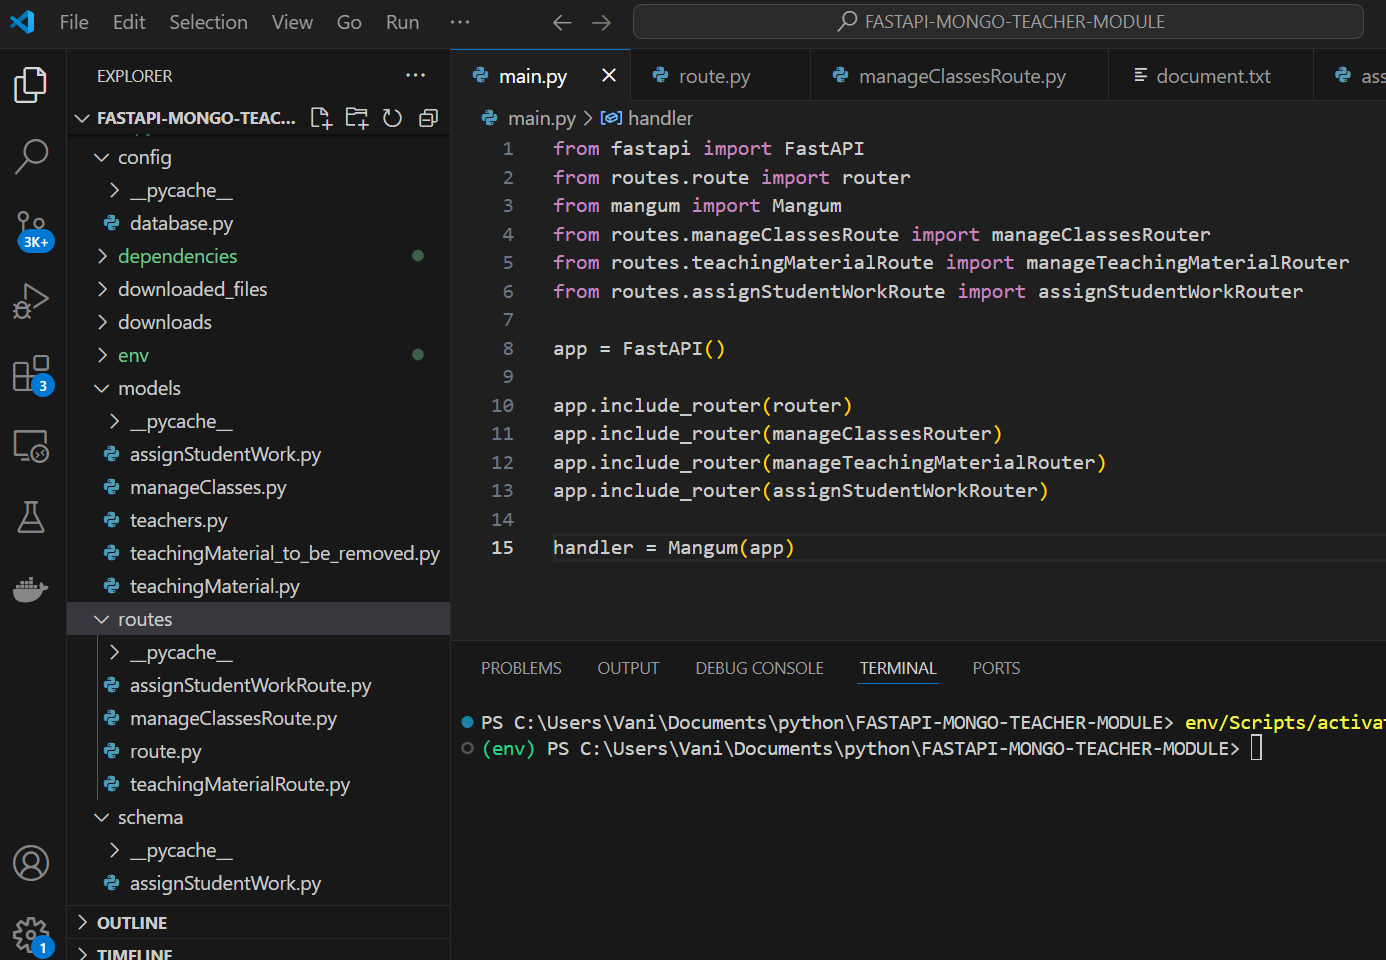 File Edit Selection View Go Run ···
FASTAPI-MONGO-TEACHER-MODULE
EXPLORER
FASTAPI-MONGO-TEAC...
config
__pycache__
database.py
dependencies
downloaded_files
downloads
env
models
__pycache__
assignStudentWork.py
manageClasses.py
teachers.py
teachingMaterial_to_be_removed.py
teachingMaterial.py
routes
__pycache__
assignStudentWorkRoute.py
manageClassesRoute.py
route.py
teachingMaterialRoute.py
schema
__pycache__
assignStudentWork.py
OUTLINE
TIMELINE
3K+
3
1
main.py route.py manageClassesRoute.py document.txt ass
main.py > handler
1 from fastapi import FastAPI
2 from routes.route import router
3 from mangum import Mangum
4 from routes.manageClassesRoute import manageClassesRouter
5 from routes.teachingMaterialRoute import manageTeachingMaterialRouter
6 from routes.assignStudentWorkRoute import assignStudentWorkRouter
7
8 app = FastAPI()
9
10 app.include_router(router)
11 app.include_router(manageClassesRouter)
12 app.include_router(manageTeachingMaterialRouter)
13 app.include_router(assignStudentWorkRouter)
14
15 handler = Mangum(app)
PROBLEMS OUTPUT DEBUG CONSOLE TERMINAL PORTS
PS C:\Users\Vani\Documents\python\FASTAPI-MONGO-TEACHER-MODULE> env/Scripts/activat
(env) PS C:\Users\Vani\Documents\python\FASTAPI-MONGO-TEACHER-MODULE>